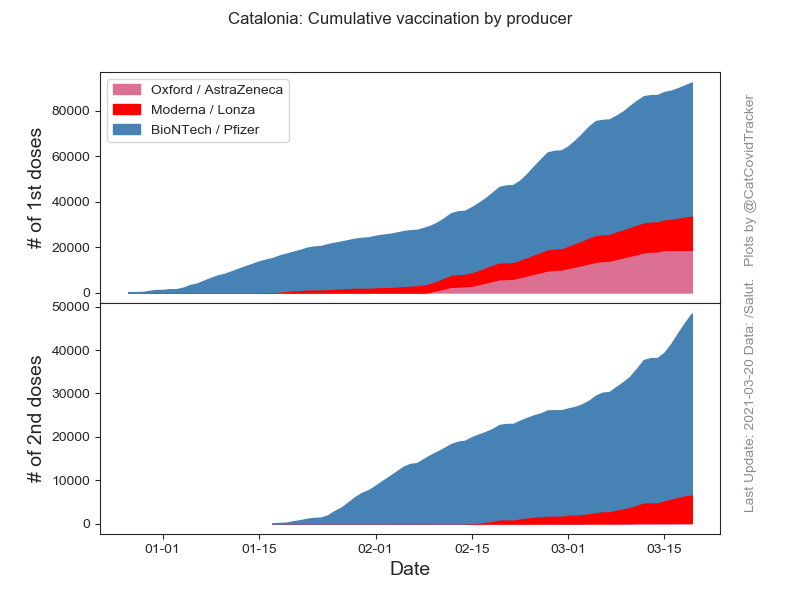 Catalonia: Cumulative vaccination by producer
Oxford / AstraZeneca
Moderna / Lonza
BioNTech / Pfizer
# of 1st doses
80000
60000
40000
20000
0
# of 2nd doses
50000
40000
30000
20000
10000
0
01-01
01-15
02-01
02-15
03-01
03-15
Date
Last Update: 2021-03-20 Data: /Salut.   Plots by @CatCovidTracker